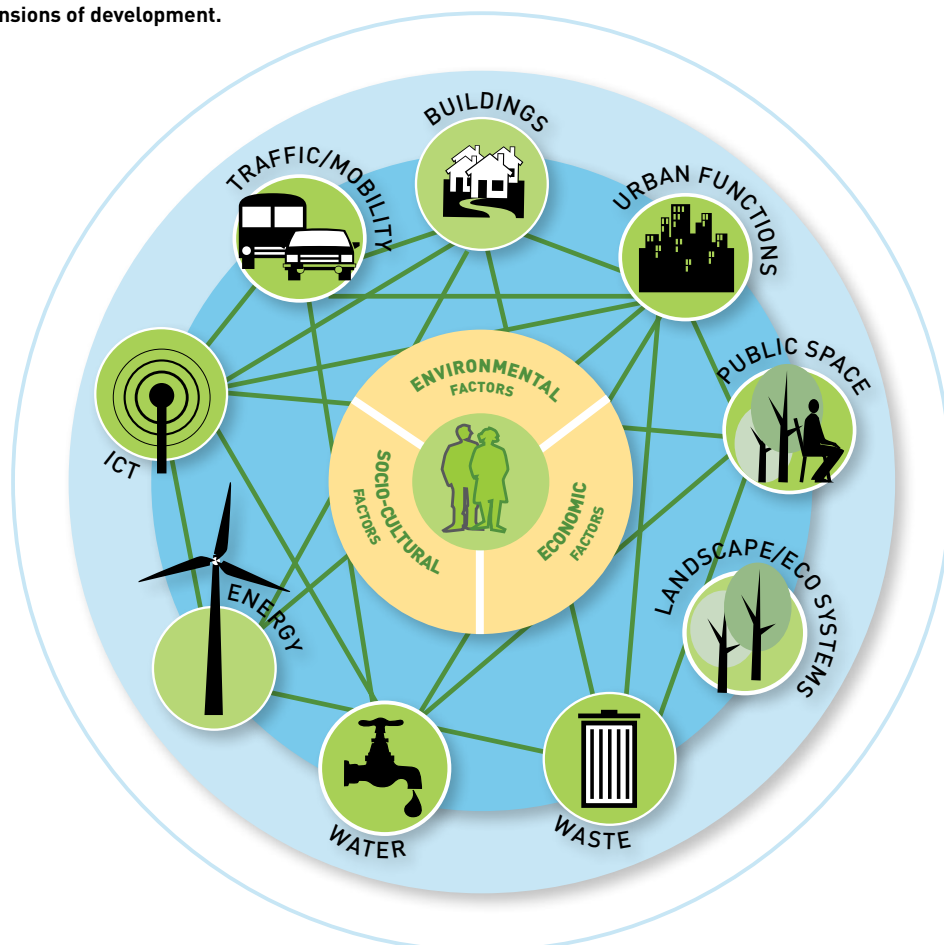 nsions of development.
BUILDINGS
TRAFFIC/MOBILITY
URBAN FUNCTIONS
PUBLIC SPACE
ICT
ENVIRONMENTAL
FACTORS
SOCIO-CULTURAL
FACTORS
ECONOMIC
FACTORS
LANDSCAPE/ECO SYSTEMS
ENERGY
WATER
WASTE